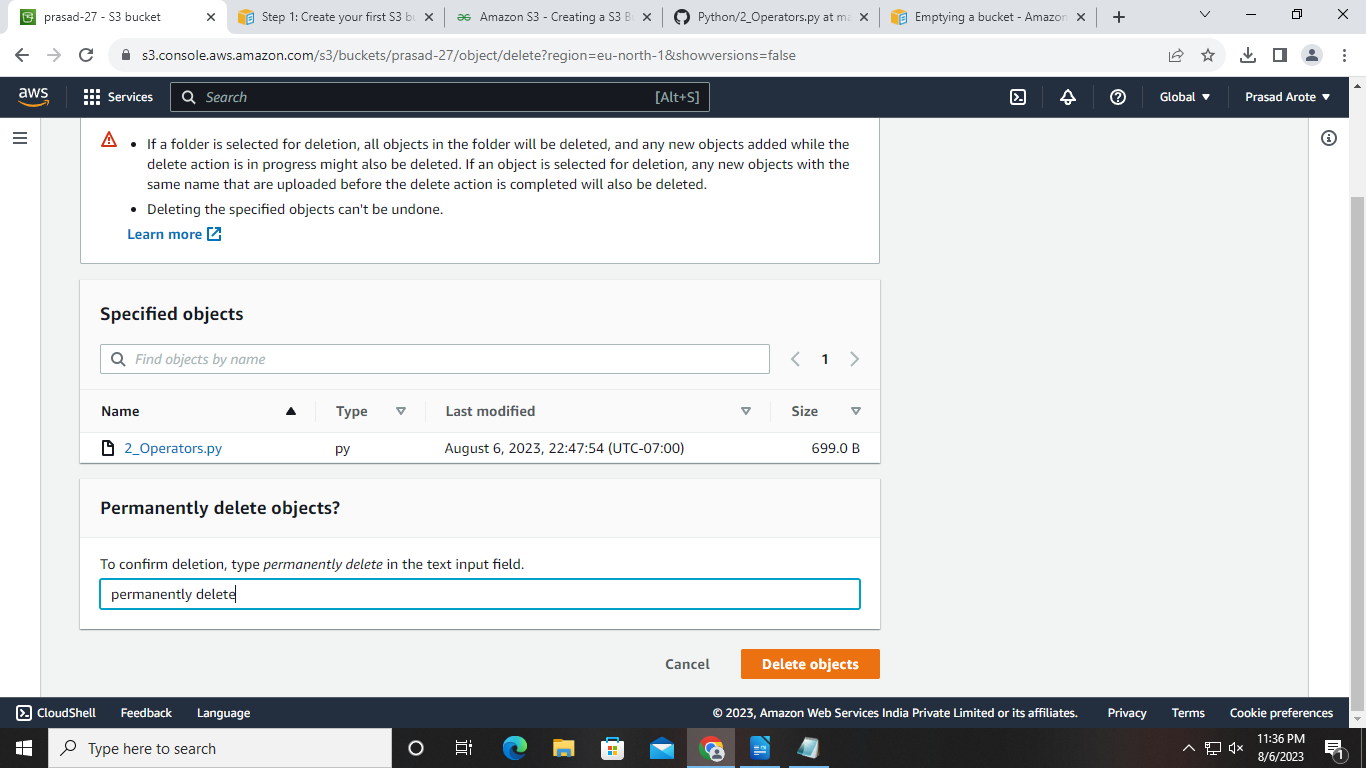 prasad-27 - S3 bucket
Step 1: Create your first S3 bu
Amazon S3 - Creating a S3 B
Python/2_Operators.py at ma
Emptying a bucket - Amazon
s3.console.aws.amazon.com/s3/buckets/prasad-27/object/delete?region=eu-north-1&showversions=false
aws
Services
Search
[Alt+S]
Global
Prasad Arote
If a folder is selected for deletion, all objects in the folder will be deleted, and any new objects added while the
delete action is in progress might also be deleted. If an object is selected for deletion, any new objects with the
same name that are uploaded before the delete action is completed will also be deleted.
Deleting the specified objects can't be undone.
Learn more
Specified objects
Find objects by name
1
Name Type Last modified Size
2_Operators.py py August 6, 2023, 22:47:54 (UTC-07:00) 699.0 B
Permanently delete objects?
To confirm deletion, type permanently delete in the text input field.
permanently delete
Cancel Delete objects
CloudShell Feedback Language © 2023, Amazon Web Services India Private Limited or its affiliates. Privacy Terms Cookie preferences
Type here to search
11:36 PM
8/6/2023
1